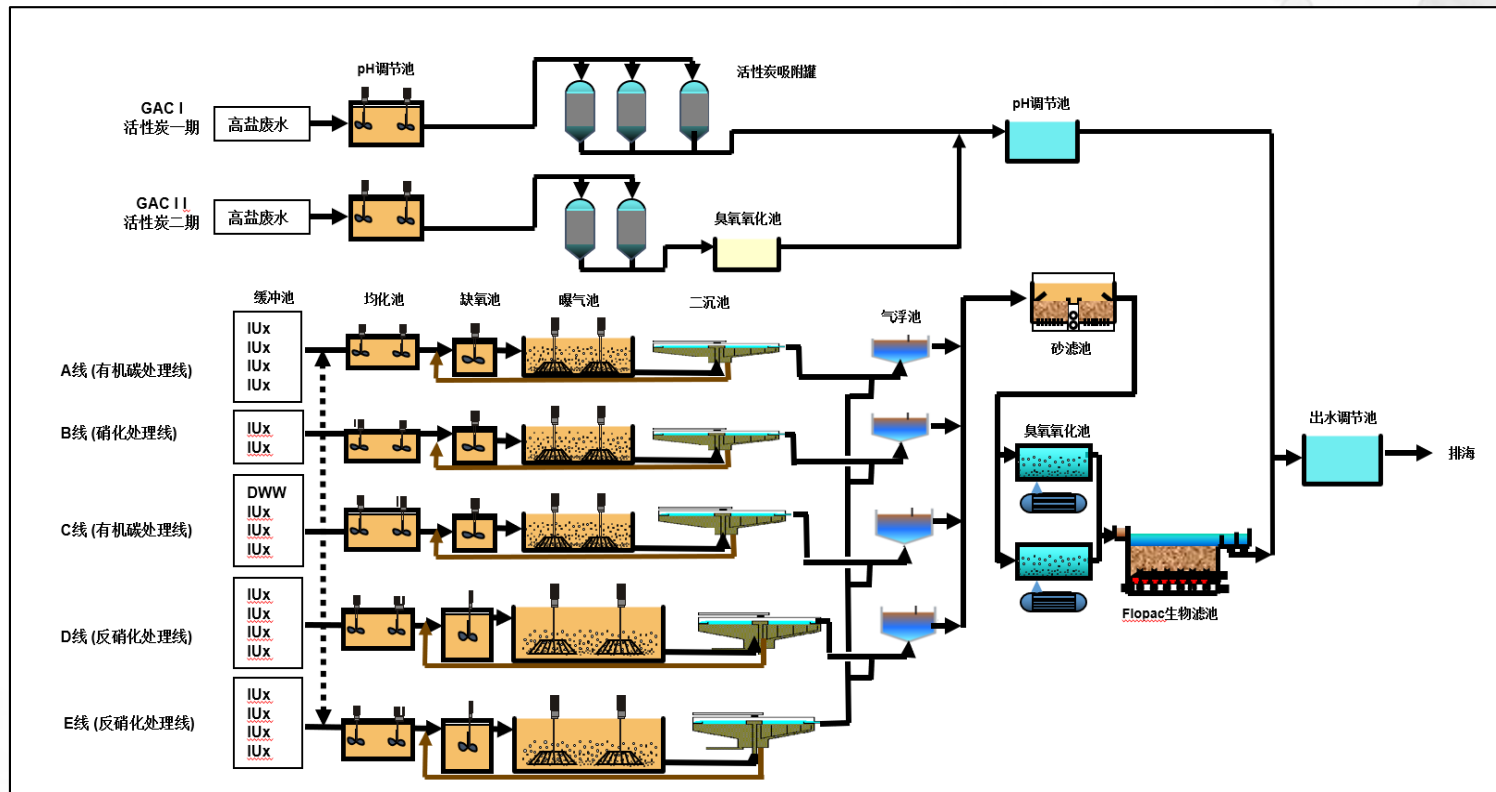 pH调节池
活性炭吸附罐
GAC I
活性炭一期
高盐废水
pH调节池
GAC I I
活性炭二期
高盐废水
臭氧氧化池
缓冲池
均化池
缺氧池
曝气池
二沉池
气浮池
砂滤池
A线 (有机碳处理线)
IUx
IUx
IUx
IUx
B线 (硝化处理线)
IUx
IUx
臭氧氧化池
出水调节池
排海
C线 (有机碳处理线)
DWW
IUx
IUx
IUx
D线 (反硝化处理线)
IUx
IUx
IUx
IUx
Flopac生物滤池
E线 (反硝化处理线)
IUx
IUx
IUx
IUx